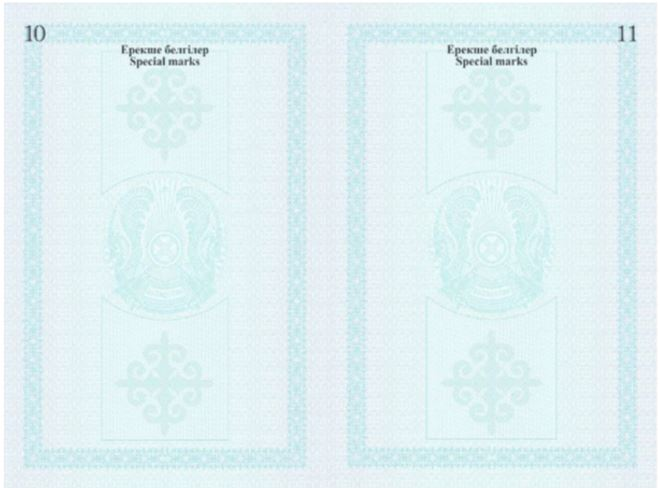 10
Ерекше белгілер
Special marks
11
Ерекше белгілер
Special marks